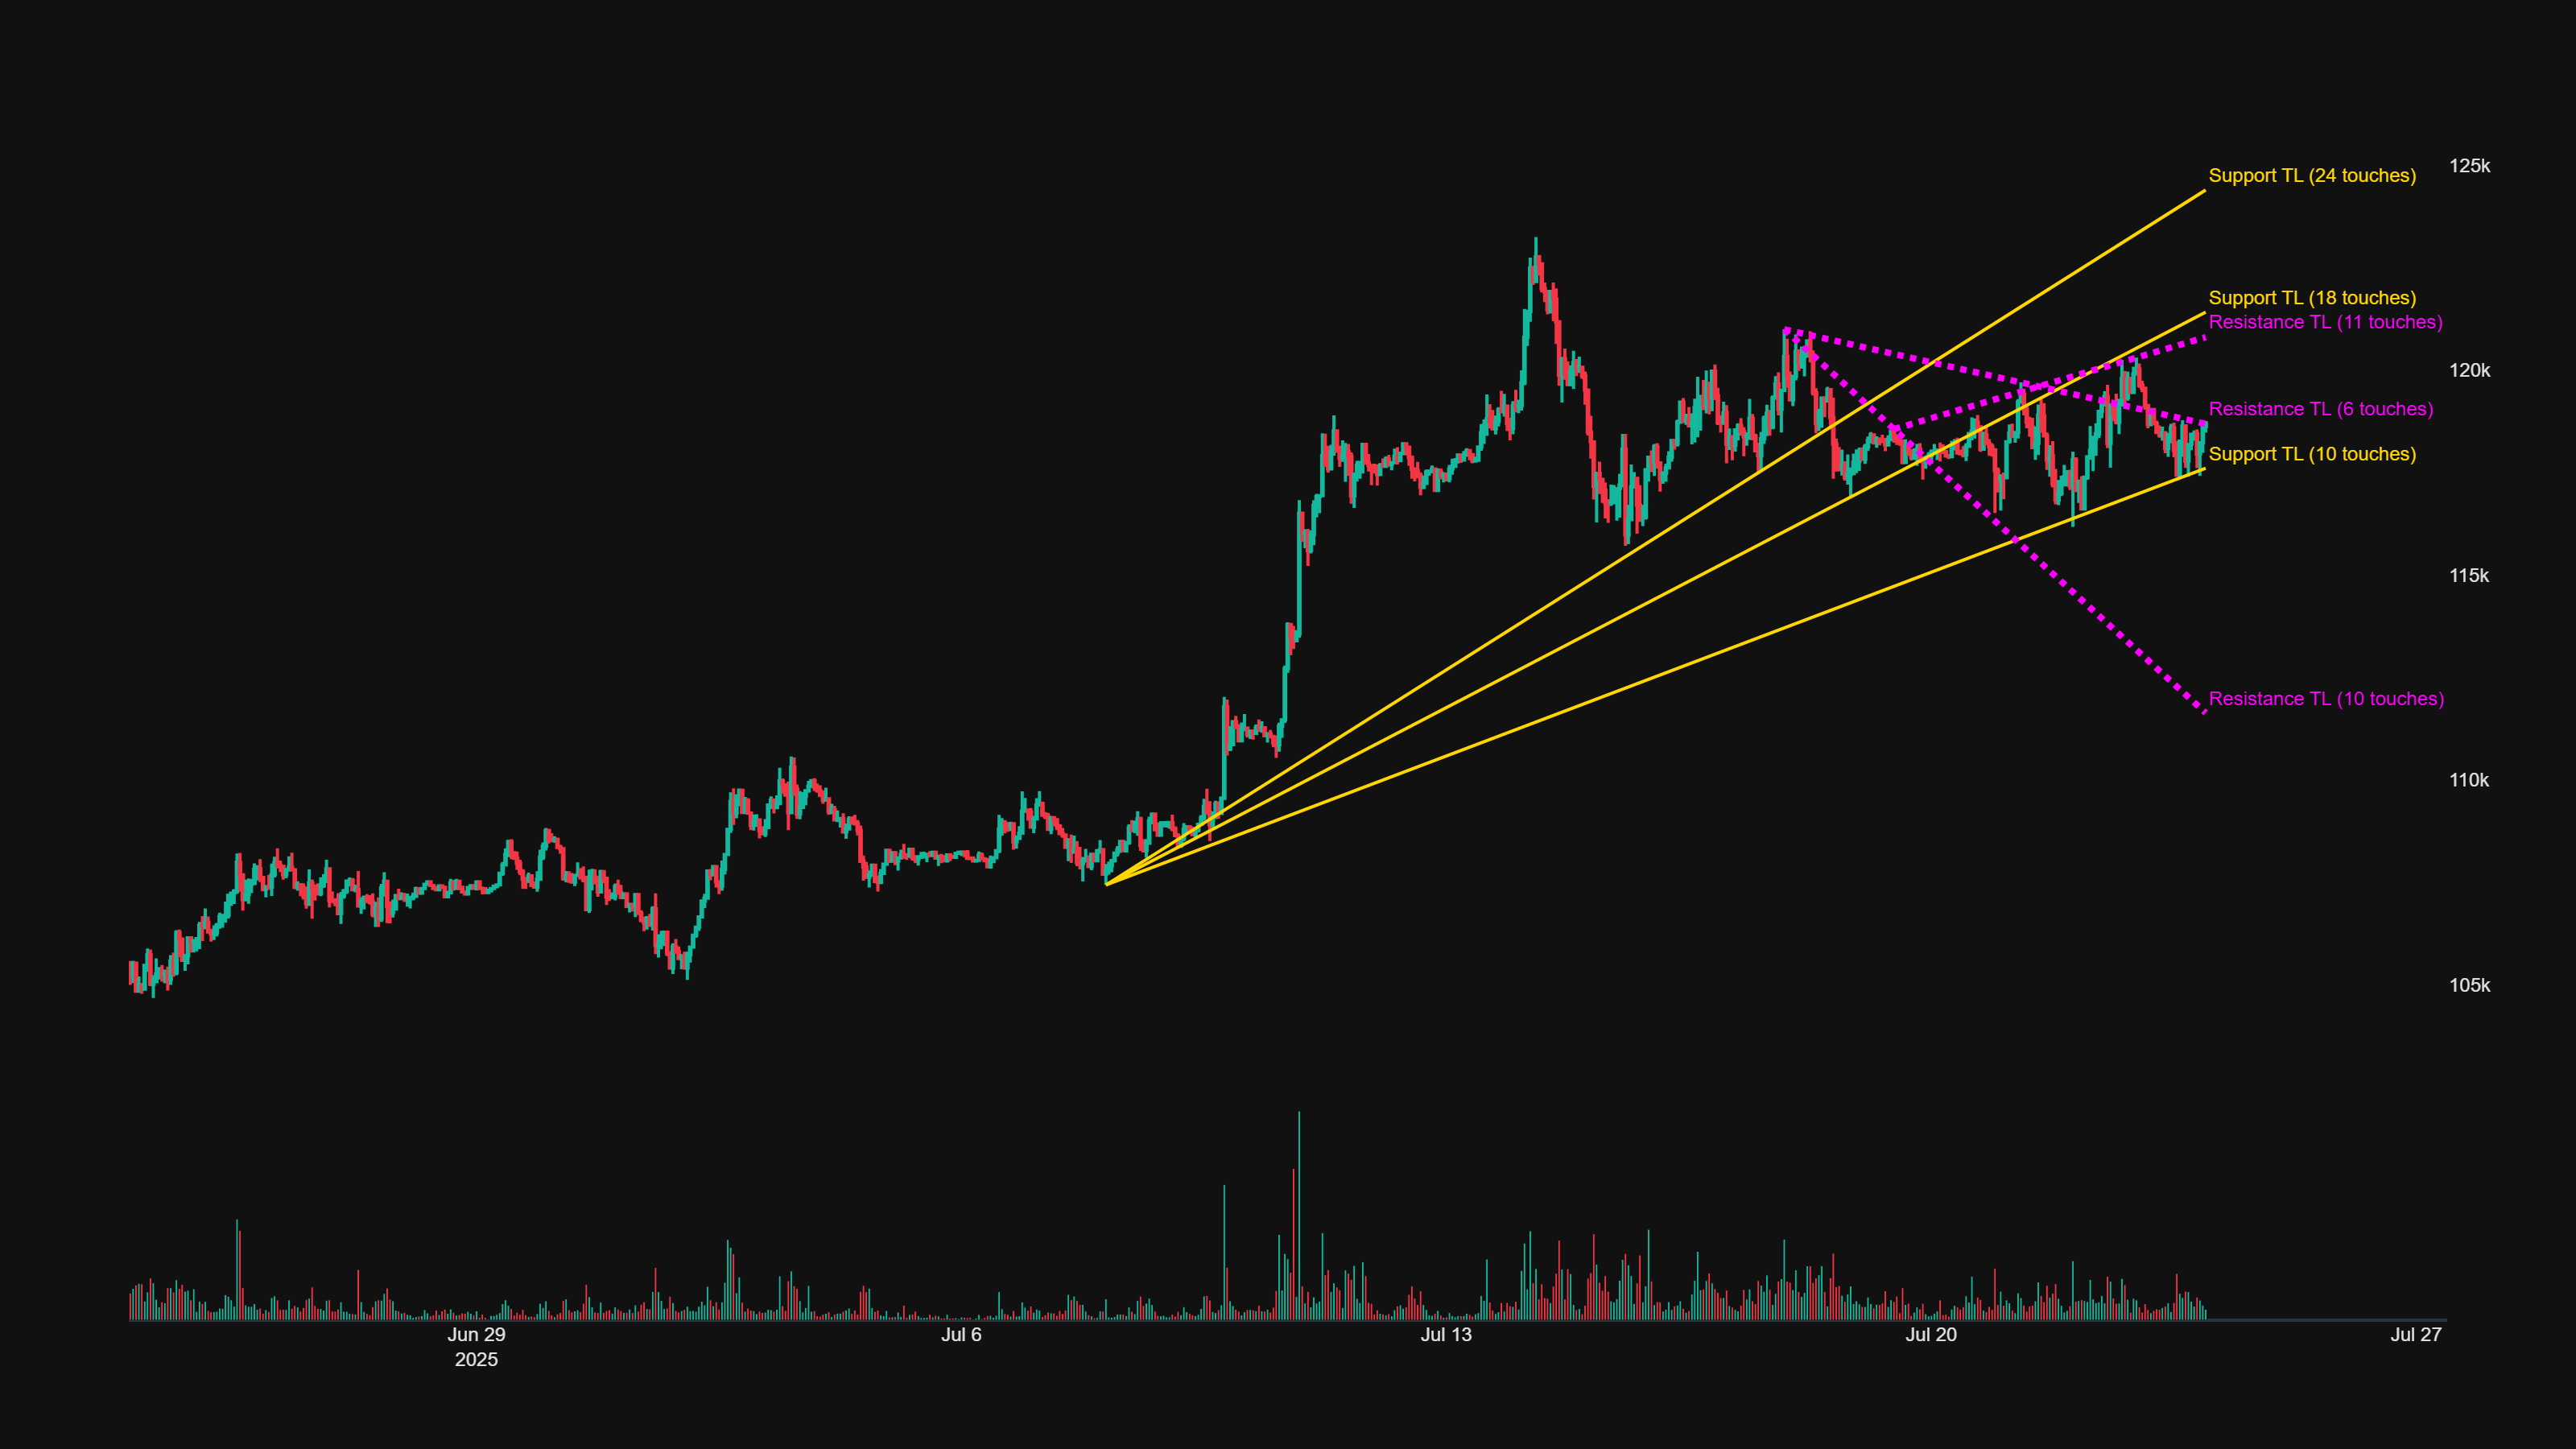 125k
Support TL (24 touches)
Support TL (18 touches)
Resistance TL (11 touches)
120k
Resistance TL (6 touches)
Support TL (10 touches)
115k
Resistance TL (10 touches)
110k
105k
Jun 29
2025
Jul 6
Jul 13
Jul 20
Jul 27